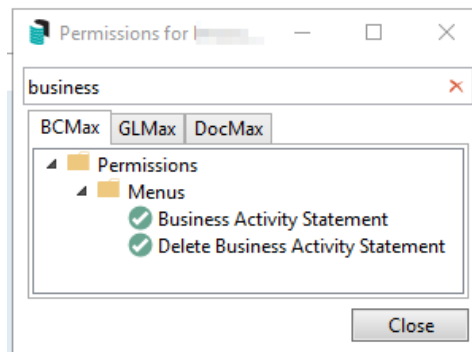 Permissions for
business
BCMax GLMax DocMax
Permissions
Menus
Business Activity Statement
Delete Business Activity Statement
Close